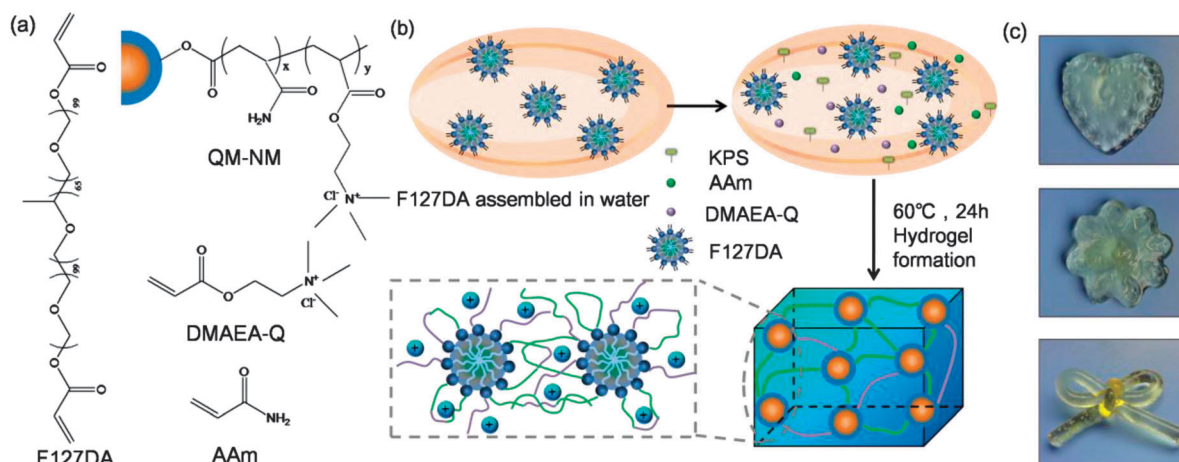 (a)
O
O
99
O
65
O
99
O
O
O
F127DA
O
O
x
y
H₂N
O
O
O
QM-NM
Cl⁻
N⁺
O
O
N⁺
Cl⁻
DMAEA-Q
O
NH₂
AAm
(b)
F127DA assembled in water
KPS
AAm
DMAEA-Q
F127DA
60℃ , 24h
Hydrogel
formation
+
+
+
+
+
+
+
(c)